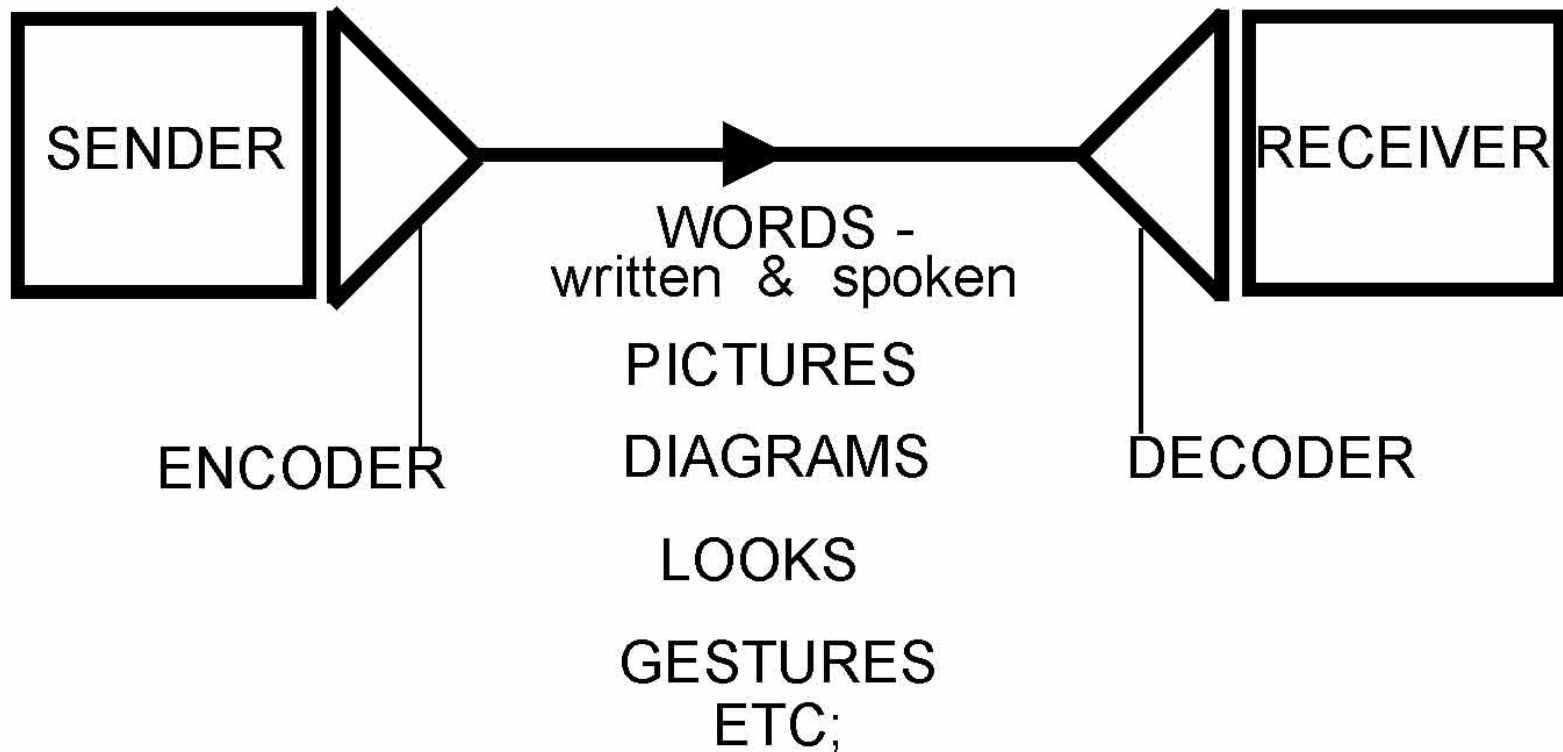 SENDER
RECEIVER
WORDS -
written & spoken
PICTURES
DIAGRAMS
ENCODER
DECODER
LOOKS
GESTURES
ETC;